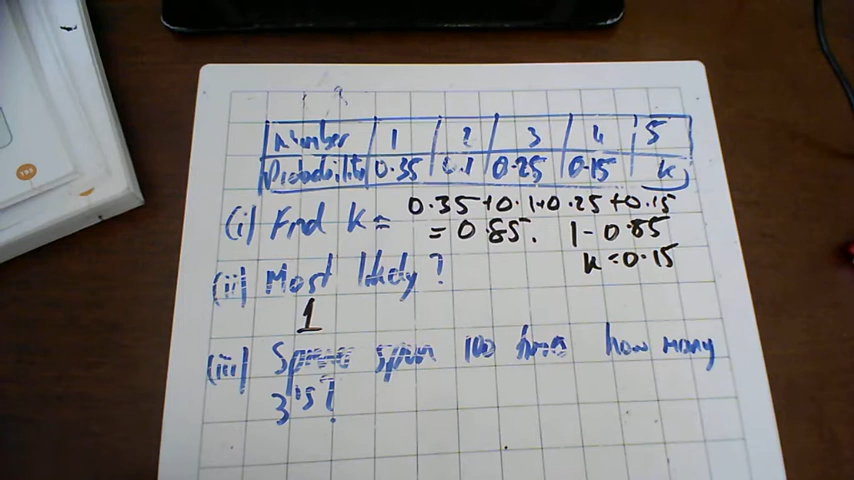 Number 1 2 3 4 5
Probability 0.35 0.1 0.25 0.15 k
(i) Find k = 0.35+0.1+0.25+0.15
= 0.85. 1-0.85
k=0.15
(ii) Most likely?
1
(iii) Spinner spun 100 times how many
3's?